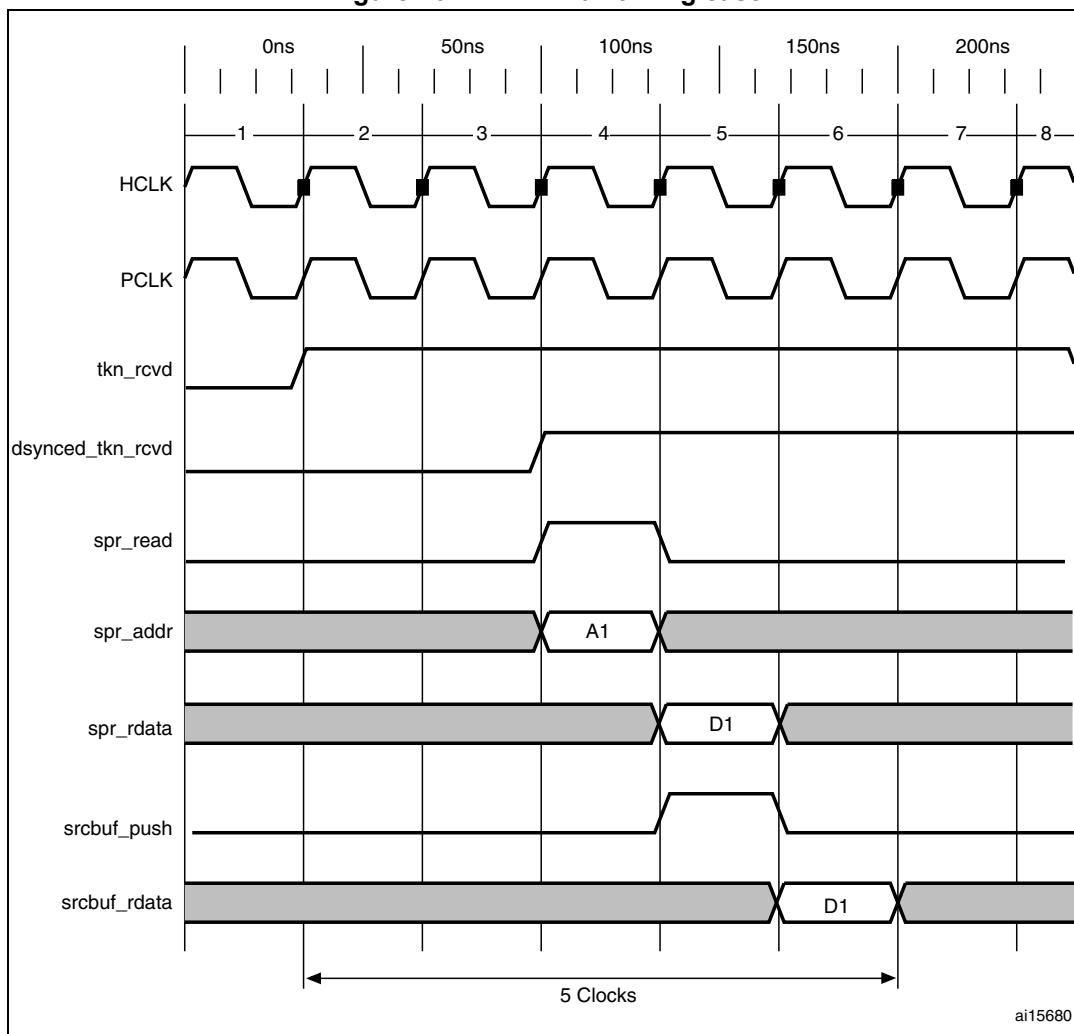 0ns 50ns 100ns 150ns 200ns
1 2 3 4 5 6 7 8
HCLK
PCLK
tkn_rcvd
dsynced_tkn_rcvd
spr_read
spr_addr A1
spr_rdata D1
srcbuf_push
srcbuf_rdata D1
5 Clocks
ai15680